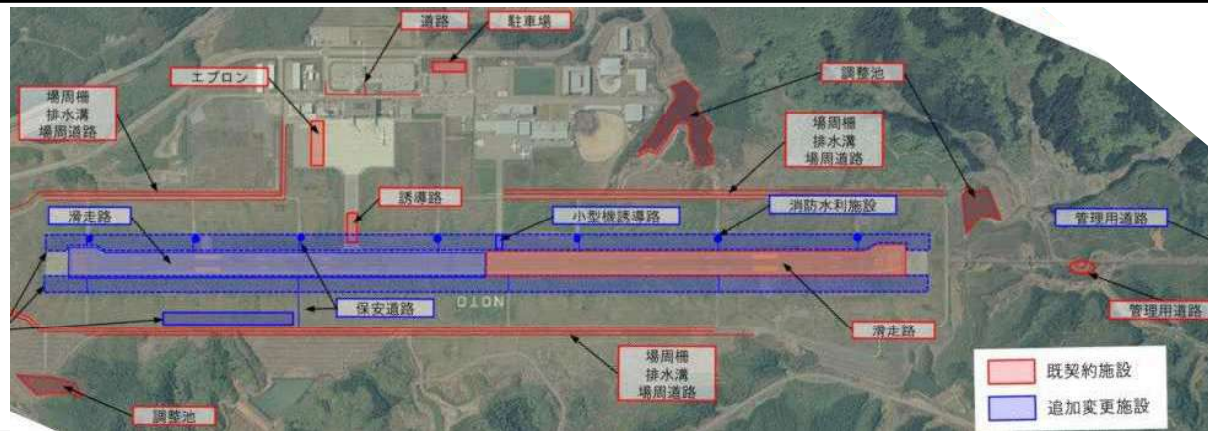 道路
駐車場
エプロン
調整池
場周柵
排水溝
場周道路
場周柵
排水溝
場周道路
誘導路
滑走路
小型機誘導路
消防水利施設
管理用道路
NOTO
保安道路
滑走路
管理用道路
場周柵
排水溝
場周道路
調整池
既契約施設
追加変更施設